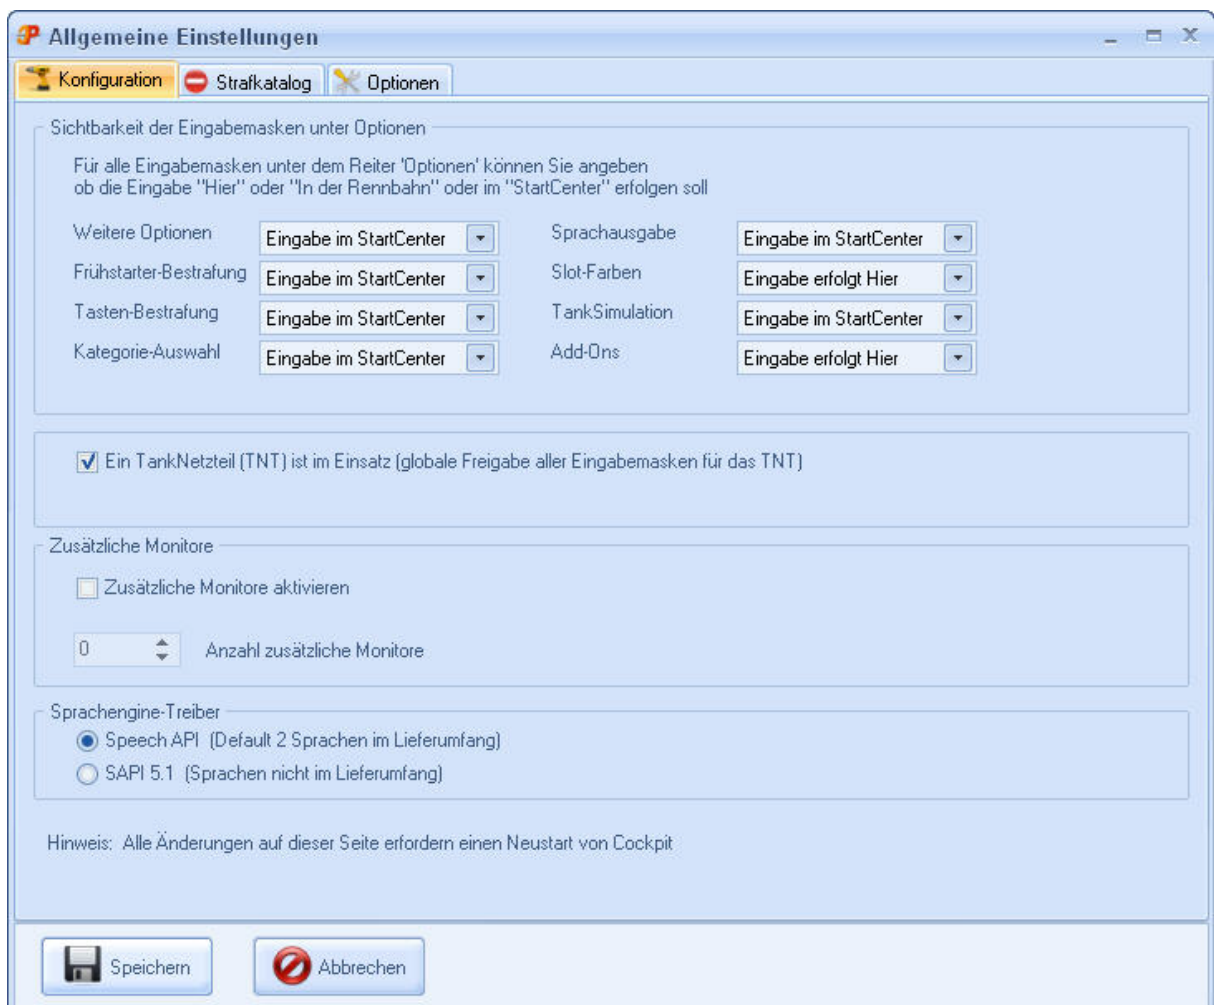 Allgemeine Einstellungen
Konfiguration Strafkatalog Optionen
Sichtbarkeit der Eingabemasken unter Optionen
Für alle Eingabemasken unter dem Reiter 'Optionen' können Sie angeben
ob die Eingabe "Hier" oder "In der Rennbahn" oder im "StartCenter" erfolgen soll
Weitere Optionen Eingabe im StartCenter Sprachausgabe Eingabe im StartCenter
Frühstarter-Bestrafung Eingabe im StartCenter Slot-Farben Eingabe erfolgt Hier
Tasten-Bestrafung Eingabe im StartCenter TankSimulation Eingabe im StartCenter
Kategorie-Auswahl Eingabe im StartCenter Add-Ons Eingabe erfolgt Hier
Ein TankNetzteil (TNT) ist im Einsatz (globale Freigabe aller Eingabemasken für das TNT)
Zusätzliche Monitore
Zusätzliche Monitore aktivieren
0 Anzahl zusätzliche Monitore
Sprachengine-Treiber
Speech API (Default 2 Sprachen im Lieferumfang)
SAPI 5.1 (Sprachen nicht im Lieferumfang)
Hinweis: Alle Änderungen auf dieser Seite erfordern einen Neustart von Cockpit
Speichern Abbrechen